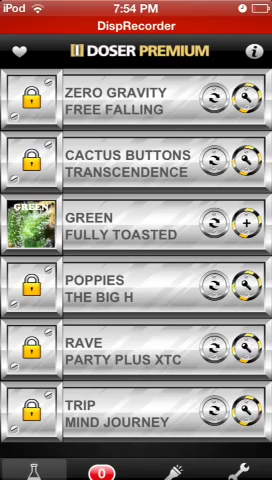 iPod 7:54 PM
DispRecorder
DOSER PREMIUM
ZERO GRAVITY
FREE FALLING
CACTUS BUTTONS
TRANSCENDENCE
GREEN
GREEN
FULLY TOASTED
POPPIES
THE BIG H
RAVE
PARTY PLUS XTC
TRIP
MIND JOURNEY
0